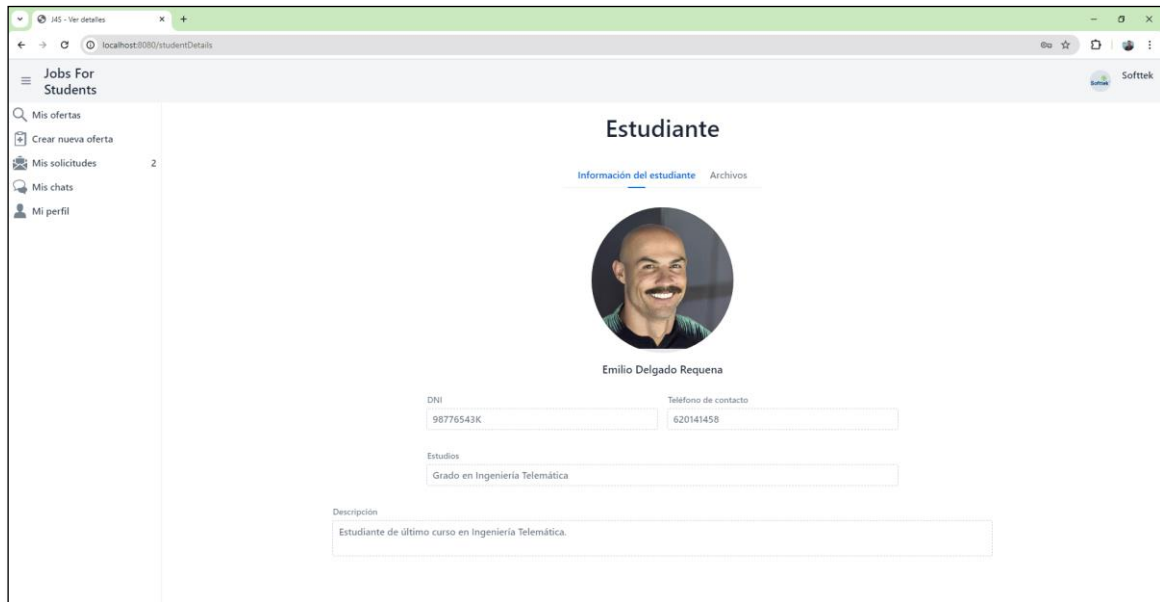 J4S - Ver detalles
localhost:8080/studentDetails
Jobs For
Students
Softtek
Softtek
Mis ofertas
Crear nueva oferta
Mis solicitudes 2
Mis chats
Mi perfil
Estudiante
Información del estudiante Archivos
Emilio Delgado Requena
DNI Teléfono de contacto
98776543K 620141458
Estudios
Grado en Ingeniería Telemática
Descripción
Estudiante de último curso en Ingeniería Telemática.